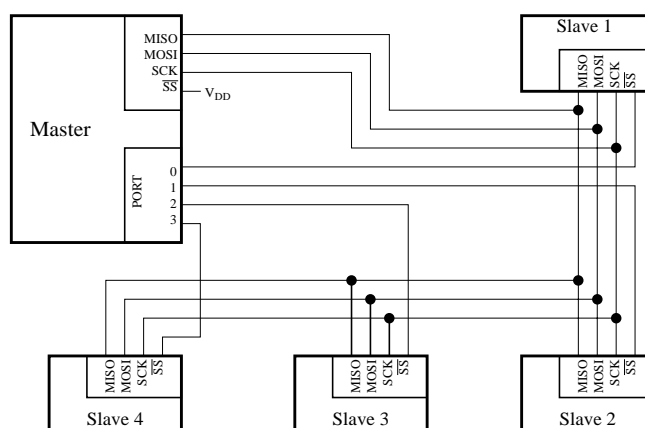 MISO
MOSI
SCK
SS
V_DD
Master
PORT
0
1
2
3
Slave 1
MISO
MOSI
SCK
SS
MISO
MOSI
SCK
SS
Slave 4
MISO
MOSI
SCK
SS
Slave 3
MISO
MOSI
SCK
SS
Slave 2